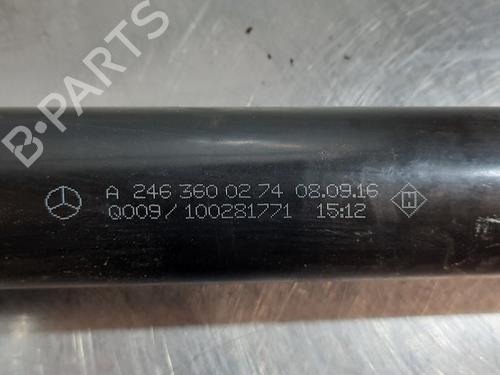 B-PARTS
A 246 360 02 74 08.09.16
Q009/100281771 15:12
H